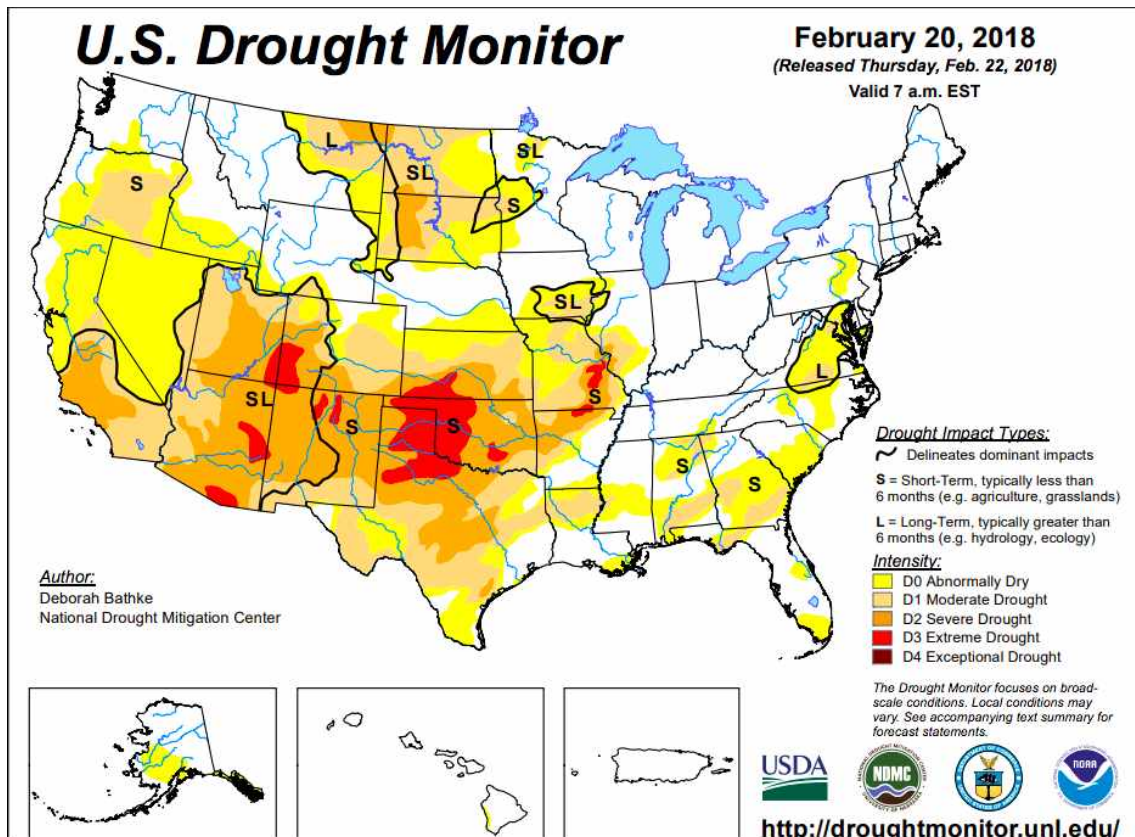 U.S. Drought Monitor
February 20, 2018
(Released Thursday, Feb. 22, 2018)
Valid 7 a.m. EST
L
SL
SL
S
S
SL
L
SL
S
S
S
S
S
Drought Impact Types:
Delineates dominant impacts
S = Short-Term, typically less than
6 months (e.g. agriculture, grasslands)
L = Long-Term, typically greater than
6 months (e.g. hydrology, ecology)
Intensity:
D0 Abnormally Dry
D1 Moderate Drought
D2 Severe Drought
D3 Extreme Drought
D4 Exceptional Drought
Author:
Deborah Bathke
National Drought Mitigation Center
The Drought Monitor focuses on broad-
scale conditions. Local conditions may
vary. See accompanying text summary for
forecast statements.
USDA
NDMC
NOAA
http://droughtmonitor.unl.edu/